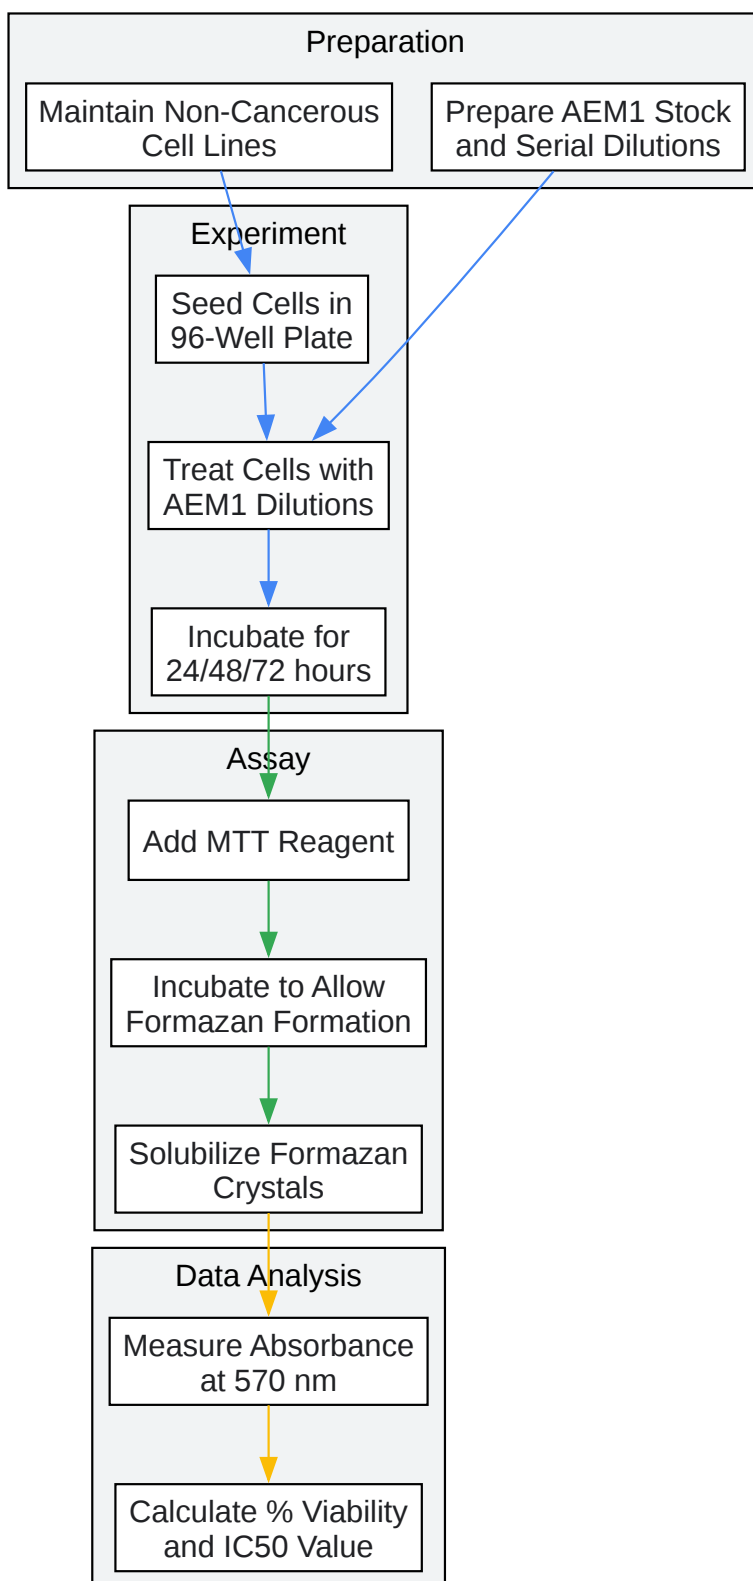 Preparation
Maintain Non-Cancerous
Cell Lines
Prepare AEM1 Stock
and Serial Dilutions
Experiment
Seed Cells in
96-Well Plate
Treat Cells with
AEM1 Dilutions
Incubate for
24/48/72 hours
Assay
Add MTT Reagent
Incubate to Allow
Formazan Formation
Solubilize Formazan
Crystals
Data Analysis
Measure Absorbance
at 570 nm
Calculate % Viability
and IC50 Value